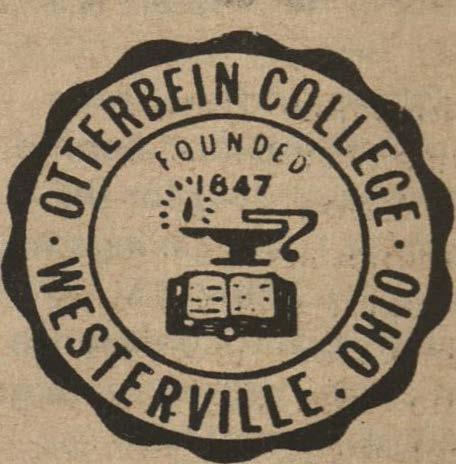 · OTTERBEIN COLLEGE ·
WESTERVILLE, OHIO
FOUNDED
1847